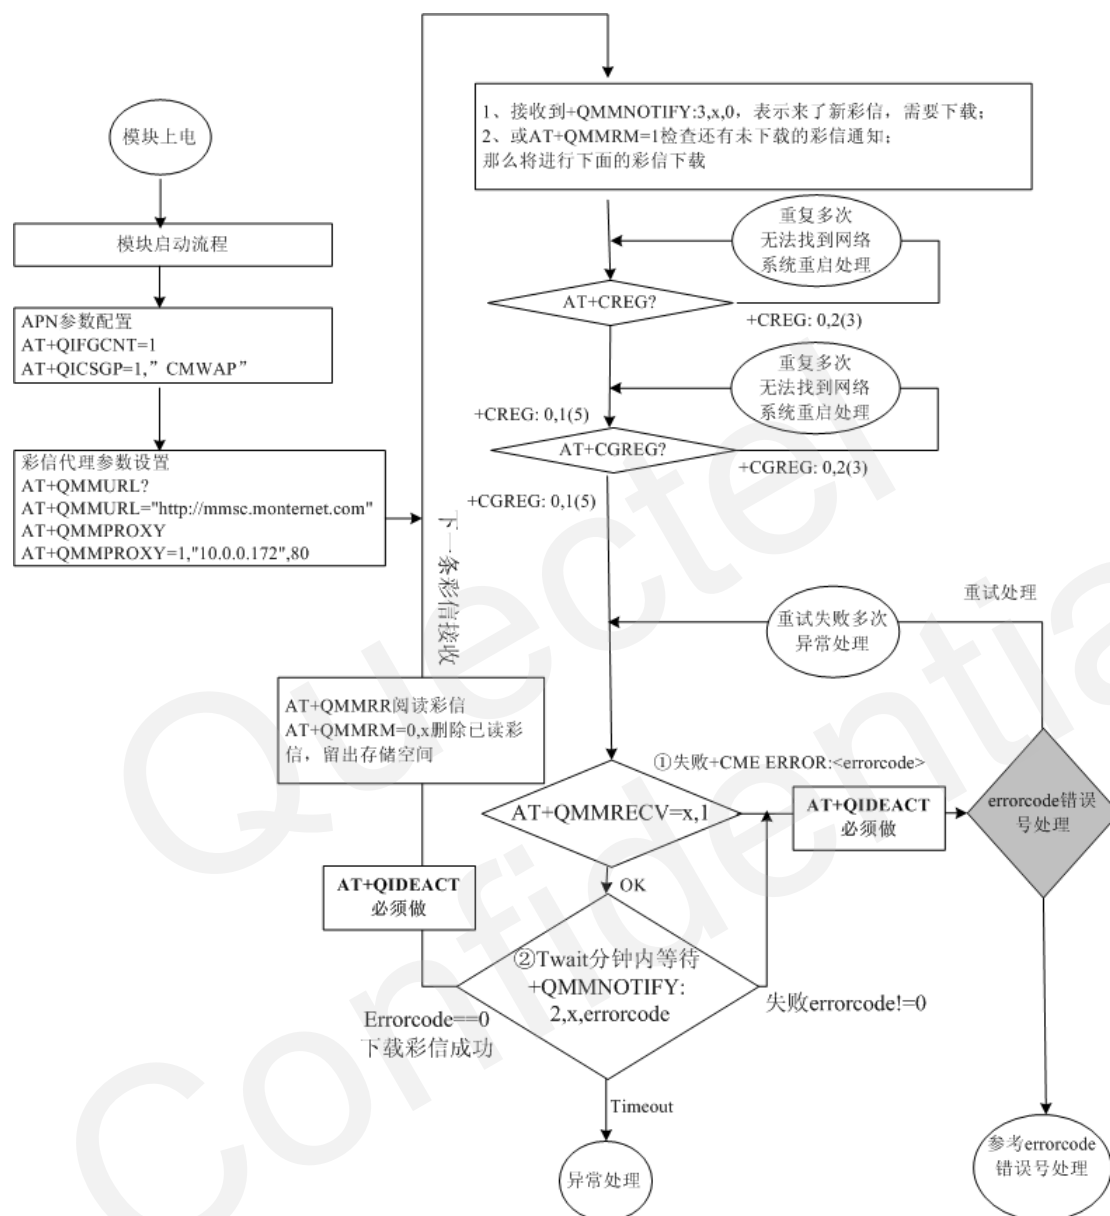 模块上电
模块启动流程
APN参数配置
AT+QIFGCNT=1
AT+QICSGP=1,”CMWAP”
彩信代理参数设置
AT+QMMURL?
AT+QMMURL="http://mmsc.monternet.com"
AT+QMMPROXY
AT+QMMPROXY=1,"10.0.0.172",80
下一条彩信接收
1、接收到+QMMNOTIFY:3,x,0，表示来了新彩信，需要下载；
2、或AT+QMMRM=1检查还有未下载的彩信通知；
那么将进行下面的彩信下载
重复多次
无法找到网络
系统重启处理
AT+CREG?
+CREG: 0,2(3)
重复多次
无法找到网络
系统重启处理
+CREG: 0,1(5)
AT+CGREG?
+CGREG: 0,2(3)
+CGREG: 0,1(5)
重试处理
重试失败多次
异常处理
AT+QMMRR阅读彩信
AT+QMMRM=0,x删除已读彩
信，留出存储空间
①失败+CME ERROR:<errorcode>
AT+QMMRECV=x,1
AT+QIDEACT
必须做
errorcode错误
号处理
OK
AT+QIDEACT
必须做
②Twait分钟内等待
+QMMNOTIFY:
2,x,errorcode
Errorcode==0
下载彩信成功
失败errorcode!=0
Timeout
异常处理
参考errorcode
错误号处理
Quectel
Confidential